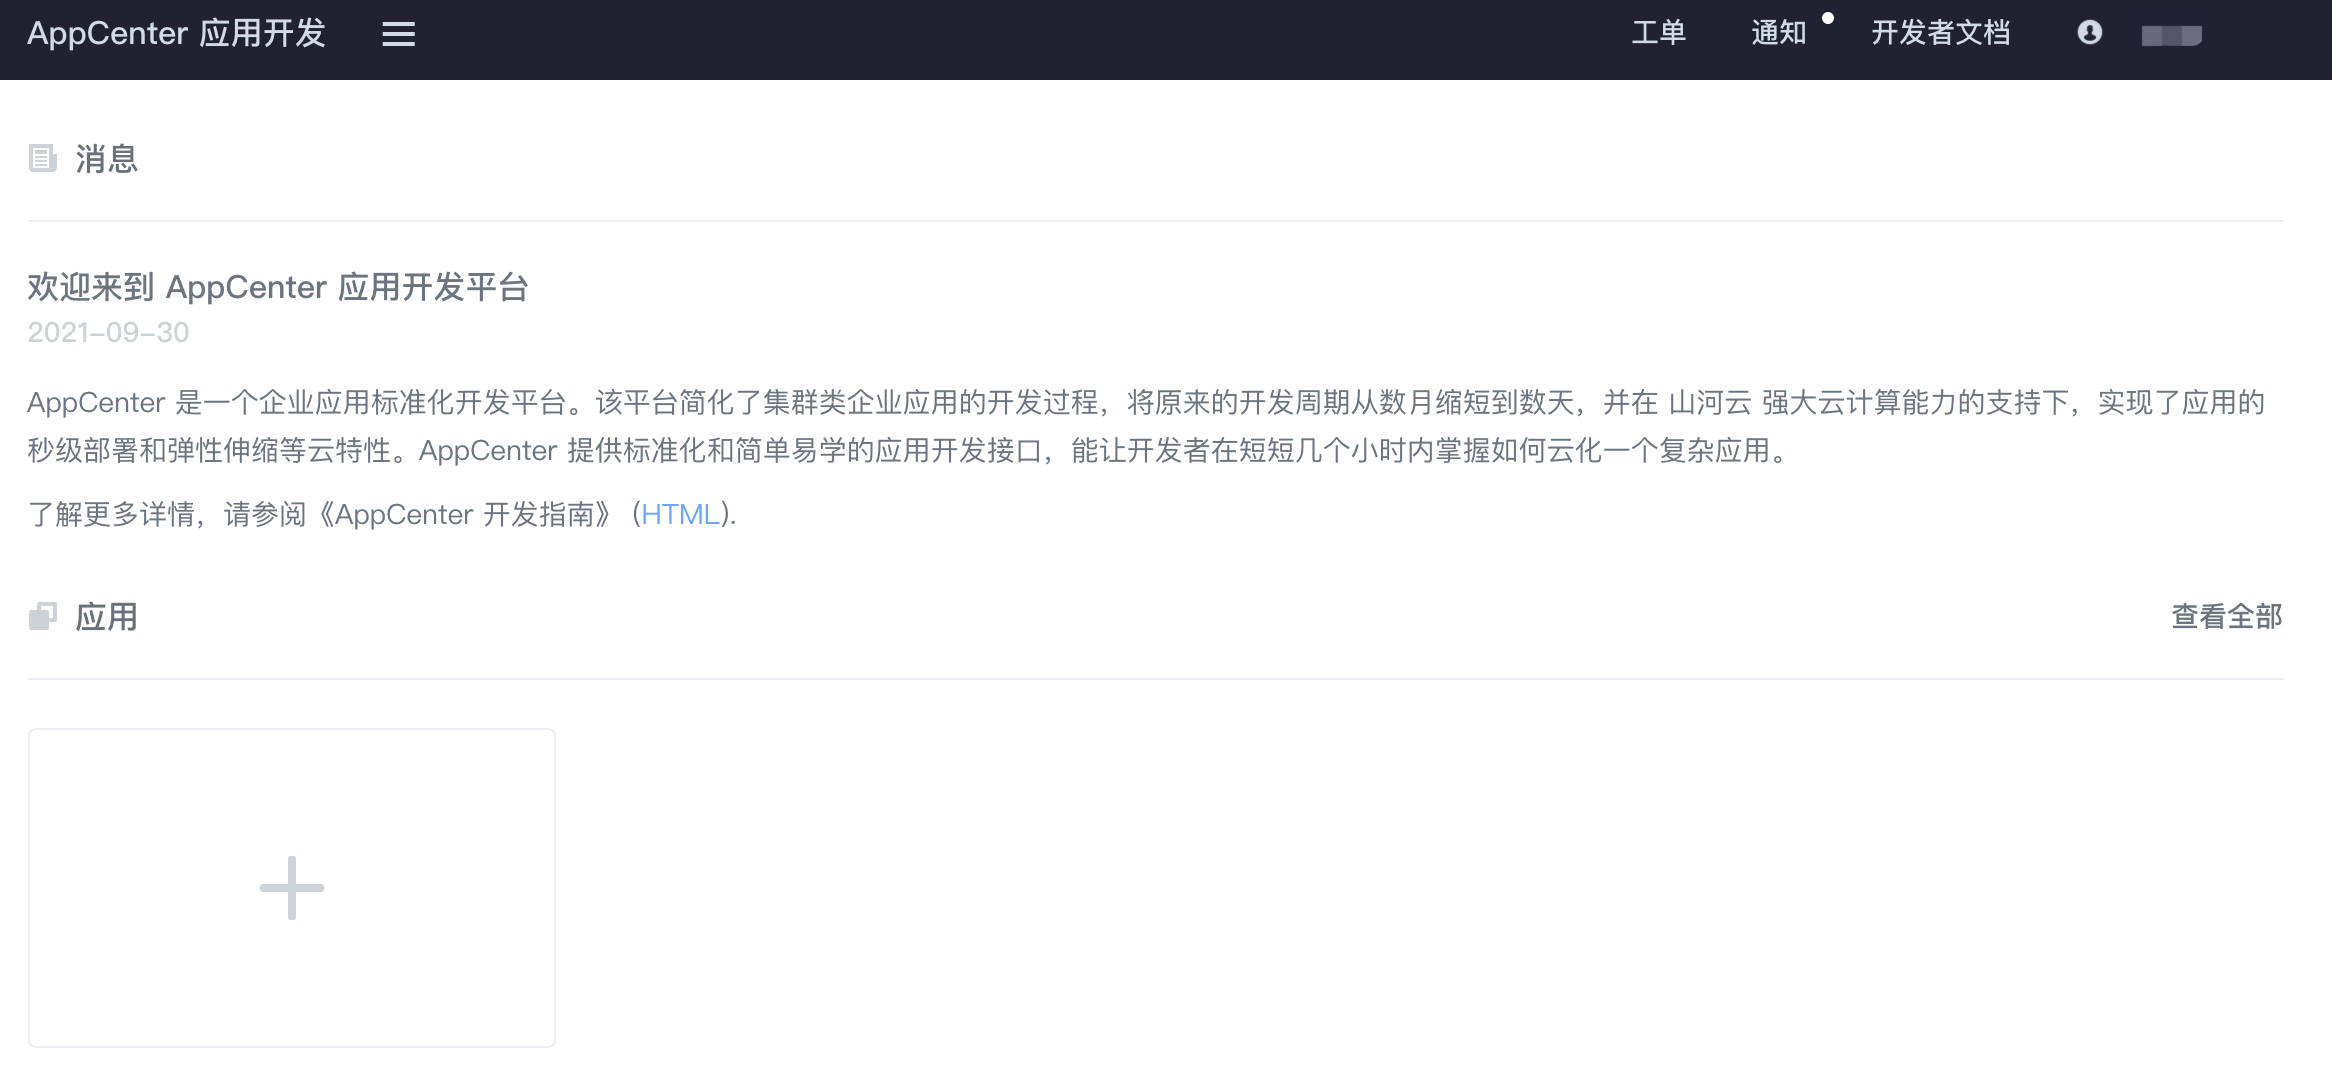 AppCenter 应用开发
工单 通知 开发者文档
消息
欢迎来到 AppCenter 应用开发平台
2021-09-30
AppCenter 是一个企业应用标准化开发平台。该平台简化了集群类企业应用的开发过程，将原来的开发周期从数月缩短到数天，并在 山河云 强大云计算能力的支持下，实现了应用的
秒级部署和弹性伸缩等云特性。AppCenter 提供标准化和简单易学的应用开发接口，能让开发者在短短几个小时内掌握如何云化一个复杂应用。
了解更多详情，请参阅《AppCenter 开发指南》 (HTML).
应用 查看全部